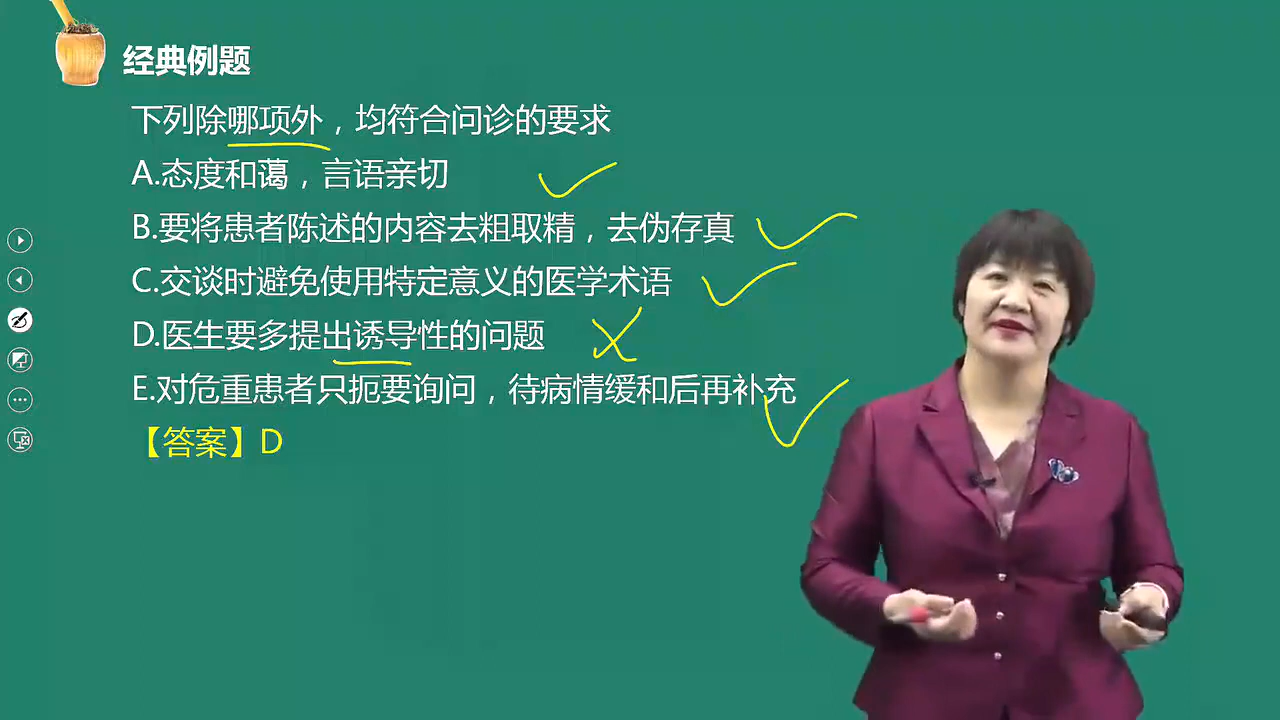 经典例题
下列除哪项外，均符合问诊的要求
A.态度和蔼，言语亲切
B.要将患者陈述的内容去粗取精，去伪存真
C.交谈时避免使用特定意义的医学术语
D.医生要多提出诱导性的问题
E.对危重患者只扼要询问，待病情缓和后再补充
【答案】D